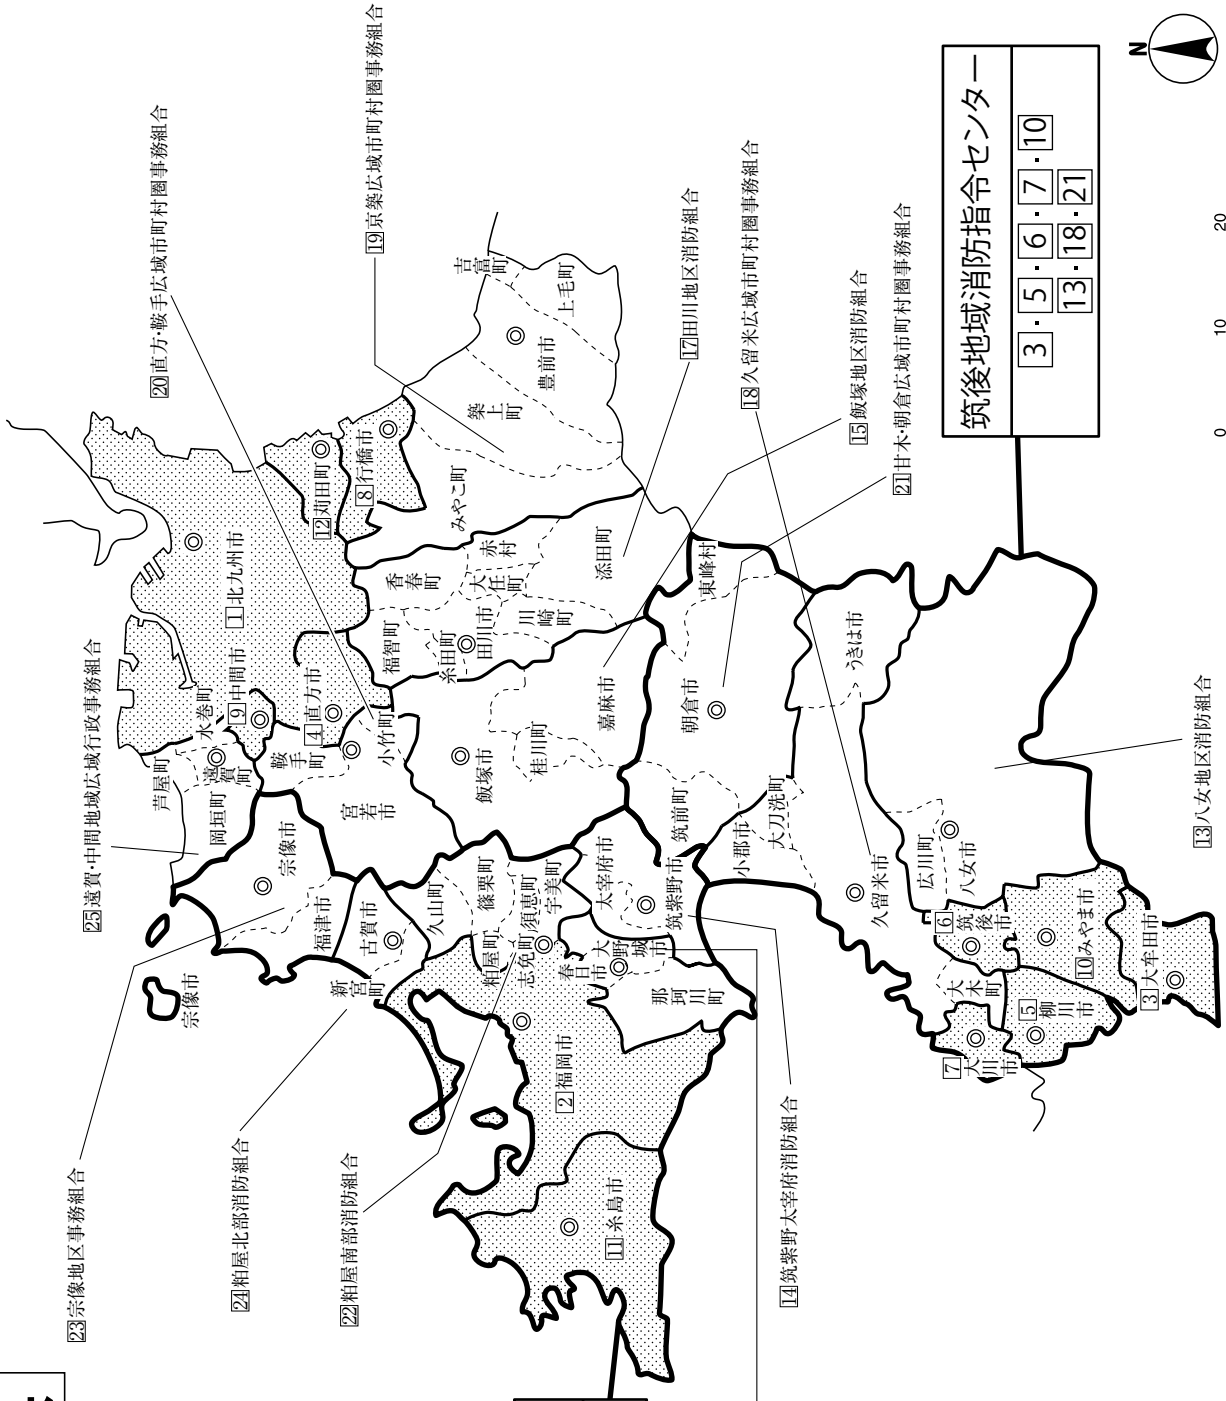 25遠賀・中間地域広域行政事務組合
20直方・鞍手広域市町村圏事務組合
19京築広域市町村圏事務組合
23宗像地区事務組合
24粕屋北部消防組合
22粕屋南部消防組合
14筑紫野太宰府消防組合
17田川地区消防組合
18久留米広域市町村圏事務組合
15飯塚地区消防組合
21甘木・朝倉広域市町村圏事務組合
13八女地区消防組合
筑後地域消防指令センター
3・5・6・7・10
13・18・21
N
0 10 20
1北九州市
12苅田町
8行橋市
みやこ町
築上町
豊前市
吉富町
上毛町
芦屋町
水巻町
9中間市
遠賀町
岡垣町
4直方市
鞍手町
小竹町
宮若市
宗像市
宗像市
福津市
古賀市
新宮町
久山町
篠栗町
粕屋町
須恵町
志免町
宇美町
香春町
赤村
大任町
福智町
糸田町
田川市
川崎町
添田町
飯塚市
桂川町
嘉麻市
東峰村
朝倉市
筑前町
大刀洗町
小郡市
うきは市
久留米市
太宰府市
筑紫野市
大野城市
春日市
那珂川町
2福岡市
11糸島市
広川町
八女市
6筑後市
大木町
7大川市
5柳川市
10みやま市
3大牟田市